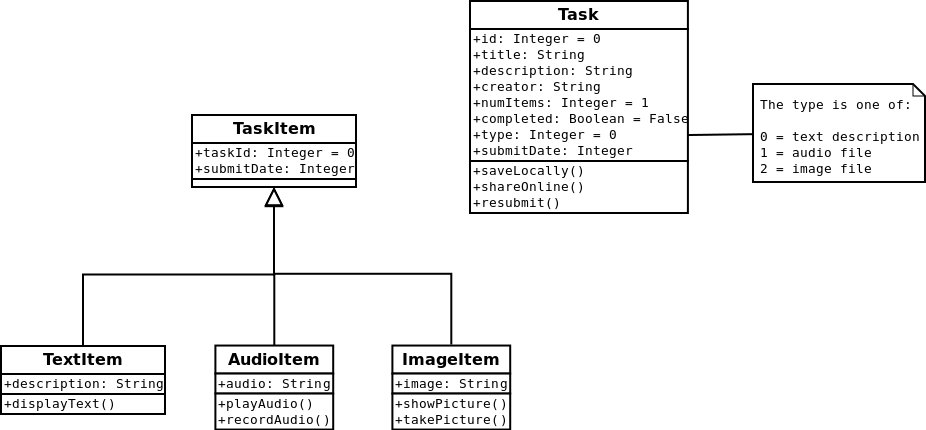 Task
+id: Integer = 0
+title: String
+description: String
+creator: String
+numItems: Integer = 1
+completed: Boolean = False
+type: Integer = 0
+submitDate: Integer
+saveLocally()
+shareOnline()
+resubmit()
The type is one of:
0 = text description
1 = audio file
2 = image file
TaskItem
+taskId: Integer = 0
+submitDate: Integer
TextItem
+description: String
+displayText()
AudioItem
+audio: String
+playAudio()
+recordAudio()
ImageItem
+image: String
+showPicture()
+takePicture()